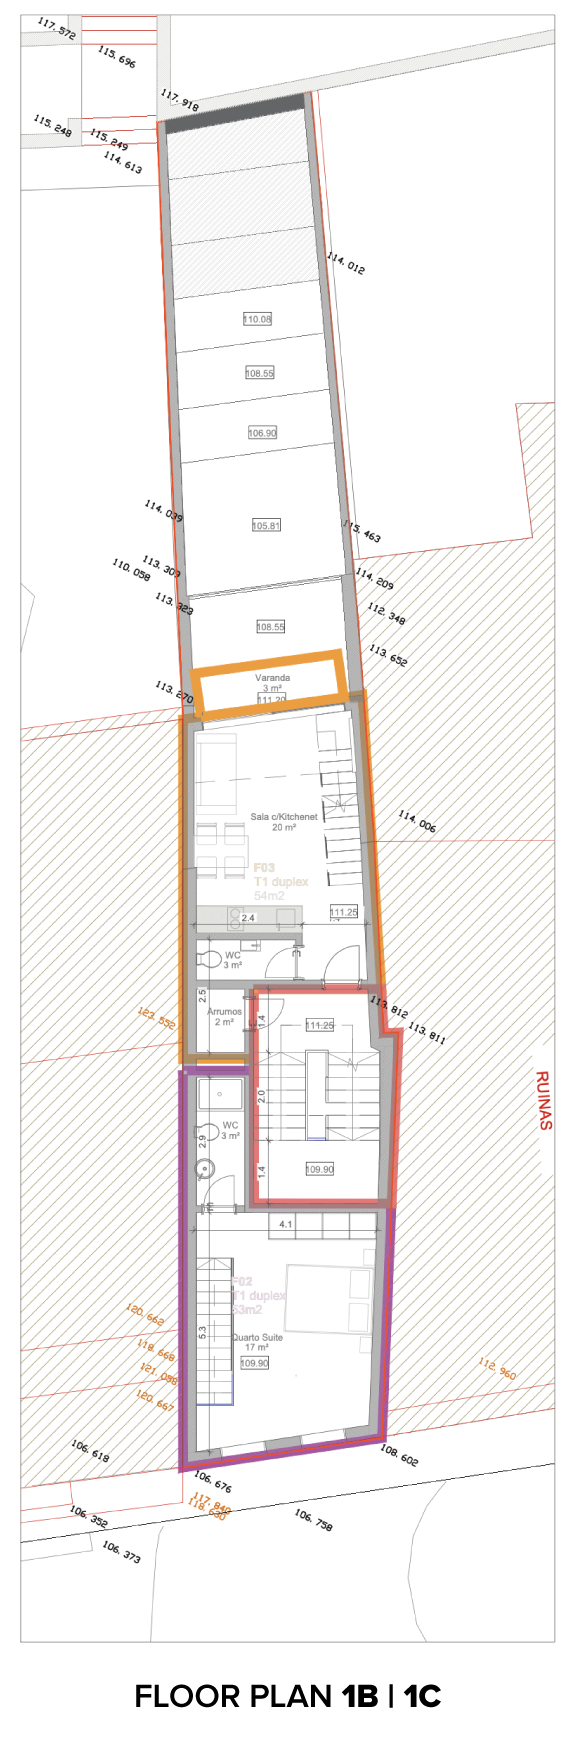 117.572
115.696
117.918
115.248
115.249
114.613
114.012
110.08
108.55
106.90
105.81
114.039
115.463
113.303
110.058
114.209
113.323
112.348
108.55
113.652
Varanda
3 m²
111.20
113.270
Sala c/Kitchenet
20 m²
114.006
F03
T1 duplex
54m2
111.25
2.4
WC
3 m²
2.5
Arrumos
2 m²
1.4
113.812
113.811
123.552
111.25
RUINAS
2.0
WC
3 m²
2.9
1.4
109.90
4.1
F02
T1 duplex
53m2
5.3
Quarto Suite
17 m²
109.90
120.662
118.668
121.098
120.667
112.960
106.618
108.602
106.676
117.840
118.630
106.352
106.758
106.373
FLOOR PLAN 1B | 1C